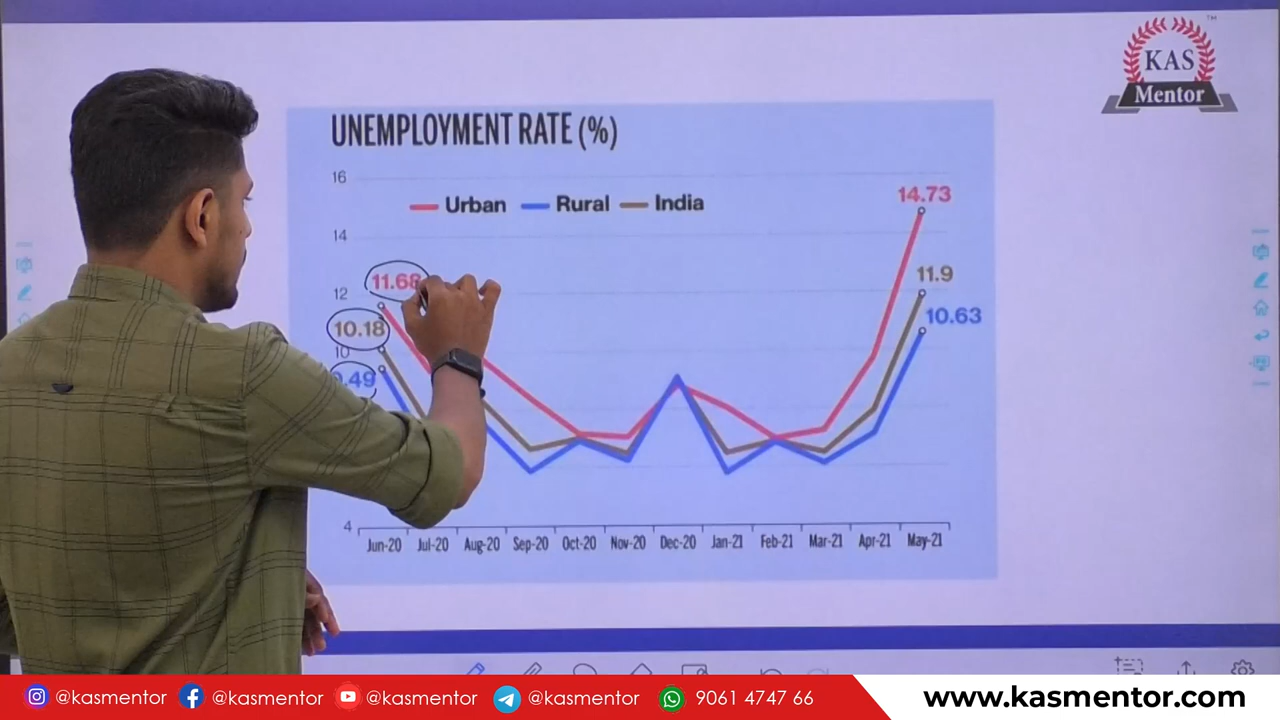 KAS
Mentor
TM
UNEMPLOYMENT RATE (%)
16
Urban Rural India
14.73
14
11.68
11.9
12
10.18
10.63
10
.49
4
Jun-20 Jul-20 Aug-20 Sep-20 Oct-20 Nov-20 Dec-20 Jan-21 Feb-21 Mar-21 Apr-21 May-21
@kasmentor @kasmentor @kasmentor @kasmentor 9061 4747 66
www.kasmentor.com